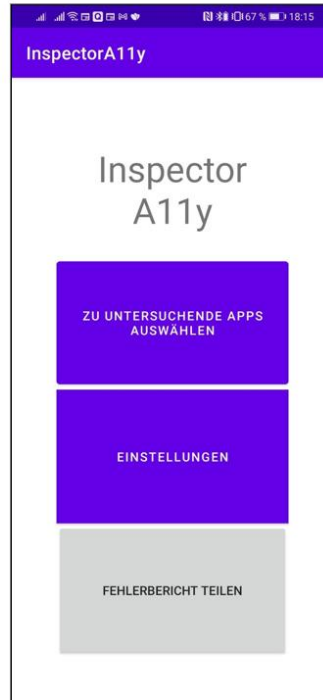 67 % 18:15
InspectorA11y
Inspector
A11y
ZU UNTERSUCHENDE APPS
AUSWÄHLEN
EINSTELLUNGEN
FEHLERBERICHT TEILEN